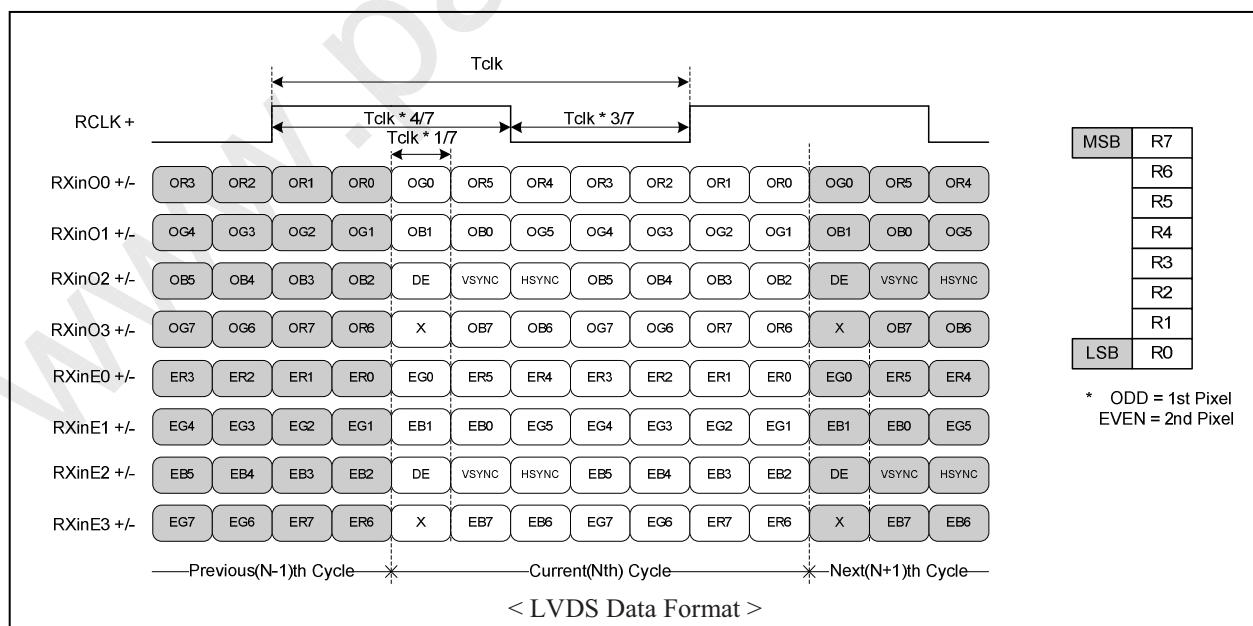 www.pa
Tclk
RCLK +
Tclk * 4/7 Tclk * 3/7
Tclk * 1/7
RXinO0 +/- OR3 OR2 OR1 OR0 OG0 OR5 OR4 OR3 OR2 OR1 OR0 OG0 OR5 OR4
RXinO1 +/- OG4 OG3 OG2 OG1 OB1 OB0 OG5 OG4 OG3 OG2 OG1 OB1 OB0 OG5
RXinO2 +/- OB5 OB4 OB3 OB2 DE VSYNC HSYNC OB5 OB4 OB3 OB2 DE VSYNC HSYNC
RXinO3 +/- OG7 OG6 OR7 OR6 X OB7 OB6 OG7 OG6 OR7 OR6 X OB7 OB6
RXinE0 +/- ER3 ER2 ER1 ER0 EG0 ER5 ER4 ER3 ER2 ER1 ER0 EG0 ER5 ER4
RXinE1 +/- EG4 EG3 EG2 EG1 EB1 EB0 EG5 EG4 EG3 EG2 EG1 EB1 EB0 EG5
RXinE2 +/- EB5 EB4 EB3 EB2 DE VSYNC HSYNC EB5 EB4 EB3 EB2 DE VSYNC HSYNC
RXinE3 +/- EG7 EG6 ER7 ER6 X EB7 EB6 EG7 EG6 ER7 ER6 X EB7 EB6
Previous(N-1)th Cycle Current(Nth) Cycle Next(N+1)th Cycle
MSB R7
R6
R5
R4
R3
R2
R1
LSB R0
* ODD = 1st Pixel
EVEN = 2nd Pixel
< LVDS Data Format >